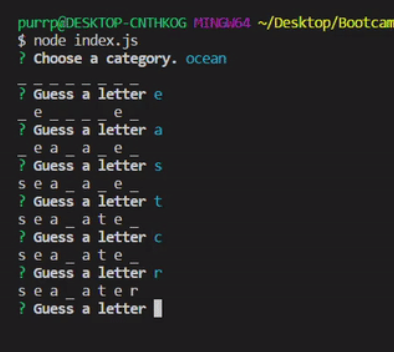 purrp@DESKTOP-CNTHKOG MINGW64 ~/Desktop/Bootcam
$ node index.js
? Choose a category. ocean
_ _ _ _ _ _ _ _
? Guess a letter e
_ e _ _ _ _ e _
? Guess a letter a
_ e a _ a _ e _
? Guess a letter s
s e a _ a _ e _
? Guess a letter t
s e a _ a t e _
? Guess a letter c
s e a _ a t e _
? Guess a letter r
s e a _ a t e r
? Guess a letter